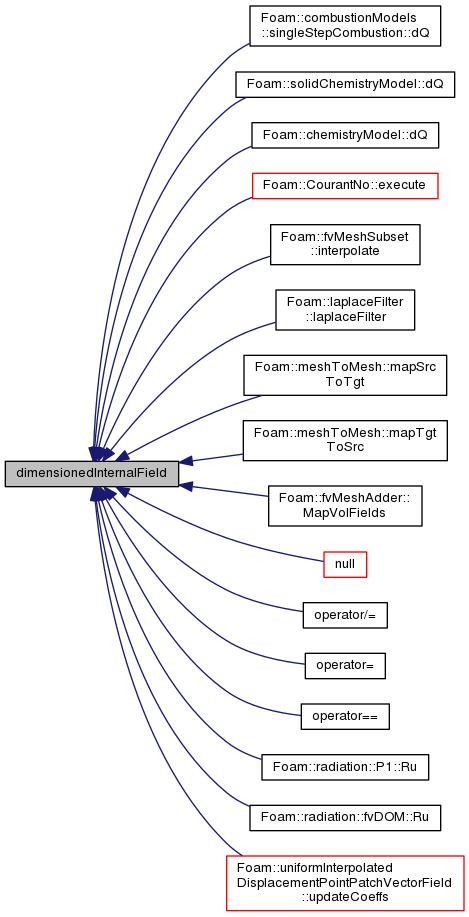 Foam::combustionModels
::singleStepCombustion::dQ
Foam::solidChemistryModel::dQ
Foam::chemistryModel::dQ
Foam::CourantNo::execute
Foam::fvMeshSubset
::interpolate
Foam::laplaceFilter
::laplaceFilter
Foam::meshToMesh::mapSrc
ToTgt
Foam::meshToMesh::mapTgt
ToSrc
dimensionedInternalField
Foam::fvMeshAdder::
MapVolFields
null
operator/=
operator=
operator==
Foam::radiation::P1::Ru
Foam::radiation::fvDOM::Ru
Foam::uniformInterpolated
DisplacementPointPatchVectorField
::updateCoeffs